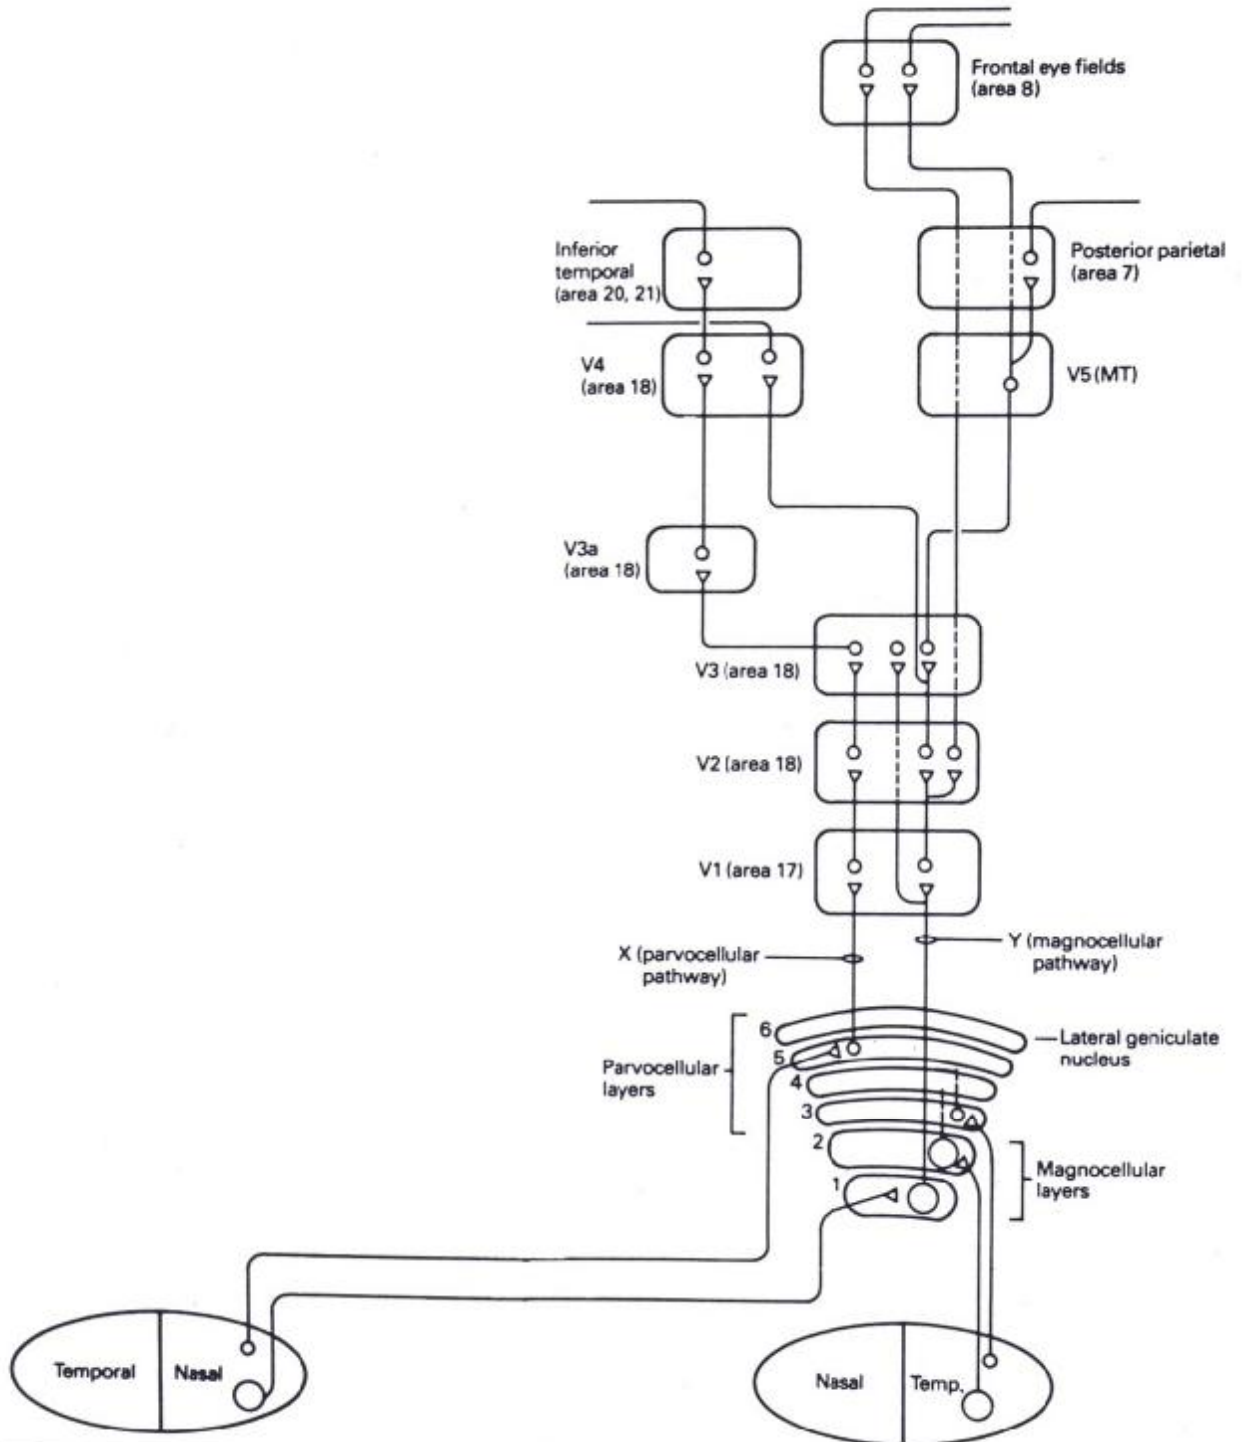 Frontal eye fields
(area 8)
Inferior
temporal
(area 20, 21)
Posterior parietal
(area 7)
V4
(area 18)
V5 (MT)
V3a
(area 18)
V3 (area 18)
V2 (area 18)
V1 (area 17)
X (parvocellular
pathway)
Y (magnocellular
pathway)
6
5
4
3
2
1
Parvocellular
layers
Lateral geniculate
nucleus
Magnocellular
layers
Temporal
Nasal
Nasal
Temp.